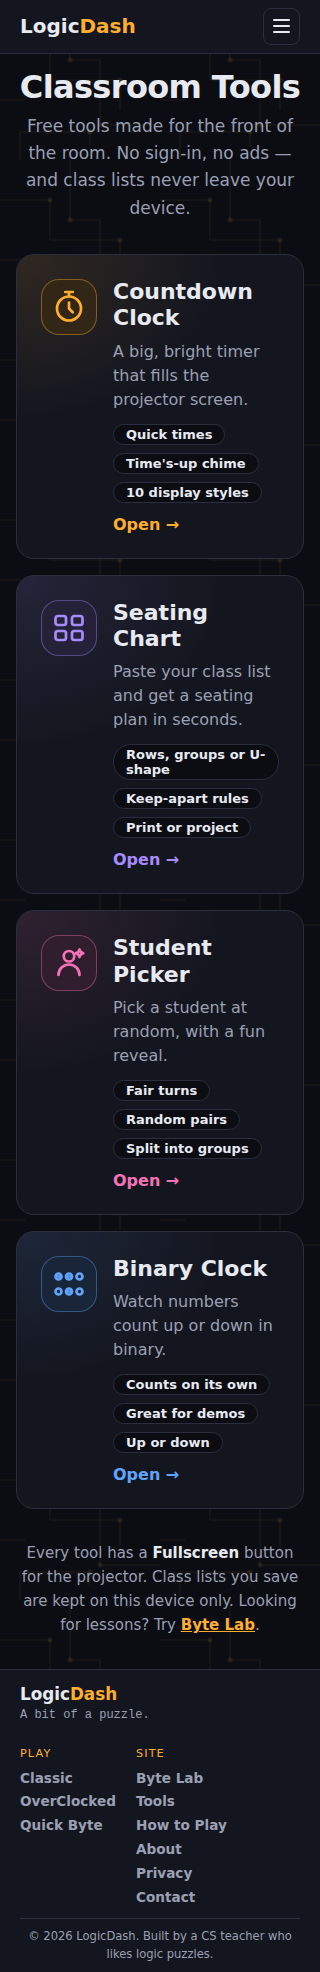 LogicDash
Classroom Tools
Free tools made for the front of
the room. No sign-in, no ads —
and class lists never leave your
device.
Countdown
Clock
A big, bright timer
that fills the
projector screen.
Quick times
Time's-up chime
10 display styles
Open →
Seating
Chart
Paste your class list
and get a seating
plan in seconds.
Rows, groups or U-
shape
Keep-apart rules
Print or project
Open →
Student
Picker
Pick a student at
random, with a fun
reveal.
Fair turns
Random pairs
Split into groups
Open →
Binary Clock
Watch numbers
count up or down in
binary.
Counts on its own
Great for demos
Up or down
Open →
Every tool has a Fullscreen button
for the projector. Class lists you save
are kept on this device only. Looking
for lessons? Try Byte Lab.
LogicDash
A bit of a puzzle.
PLAY
Classic
OverClocked
Quick Byte
SITE
Byte Lab
Tools
How to Play
About
Privacy
Contact
© 2026 LogicDash. Built by a CS teacher who
likes logic puzzles.